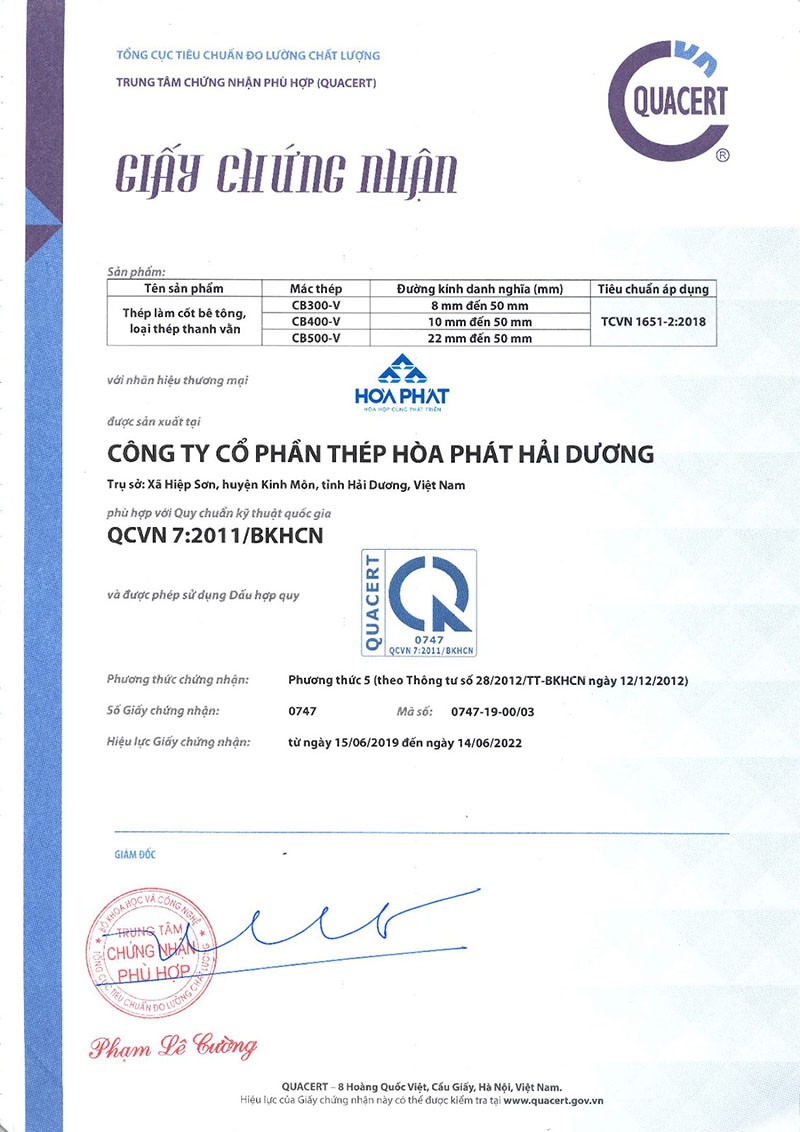 TỔNG CỤC TIÊU CHUẨN ĐO LƯỜNG CHẤT LƯỢNG
TRUNG TÂM CHỨNG NHẬN PHÙ HỢP (QUACERT)
VN
QUACERT
®
GIẤY CHỨNG NHẬN
Sản phẩm:
Tên sản phẩm Mác thép Đường kính danh nghĩa (mm) Tiêu chuẩn áp dụng
Thép làm cốt bê tông, loại thép thanh vằn CB300-V 8 mm đến 50 mm TCVN 1651-2:2018
CB400-V 10 mm đến 50 mm
CB500-V 22 mm đến 50 mm
với nhãn hiệu thương mại
HÒA PHÁT
HÒA HỢP CÙNG PHÁT TRIỂN
được sản xuất tại
CÔNG TY CỔ PHẦN THÉP HÒA PHÁT HẢI DƯƠNG
Trụ sở: Xã Hiệp Sơn, huyện Kinh Môn, tỉnh Hải Dương, Việt Nam
phù hợp với Quy chuẩn kỹ thuật quốc gia
QCVN 7:2011/BKHCN
và được phép sử dụng Dấu hợp quy
QUACERT
0747
QCVN 7:2011/BKHCN
Phương thức chứng nhận: Phương thức 5 (theo Thông tư số 28/2012/TT-BKHCN ngày 12/12/2012)
Số Giấy chứng nhận: 0747 Mã số: 0747-19-00/03
Hiệu lực Giấy chứng nhận: từ ngày 15/06/2019 đến ngày 14/06/2022
GIÁM ĐỐC
BỘ KHOA HỌC VÀ CÔNG NGHỆ
TRUNG TÂM
CHỨNG NHẬN
PHÙ HỢP
TỔNG CỤC TIÊU CHUẨN ĐO LƯỜNG CHẤT LƯỢNG
Phạm Lê Cường
QUACERT – 8 Hoàng Quốc Việt, Cầu Giấy, Hà Nội, Việt Nam.
Hiệu lực của Giấy chứng nhận này có thể được kiểm tra tại www.quacert.gov.vn